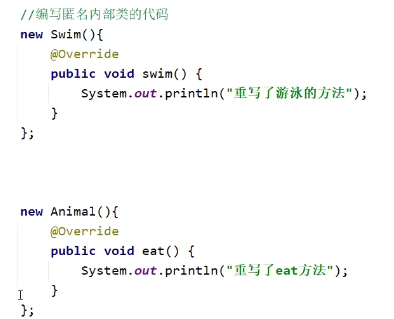 //编写匿名内部类的代码
new Swim(){
@Override
public void swim() {
System.out.println("重写了游泳的方法");
}
};
new Animal(){
@Override
public void eat() {
System.out.println("重写了eat方法");
}
};